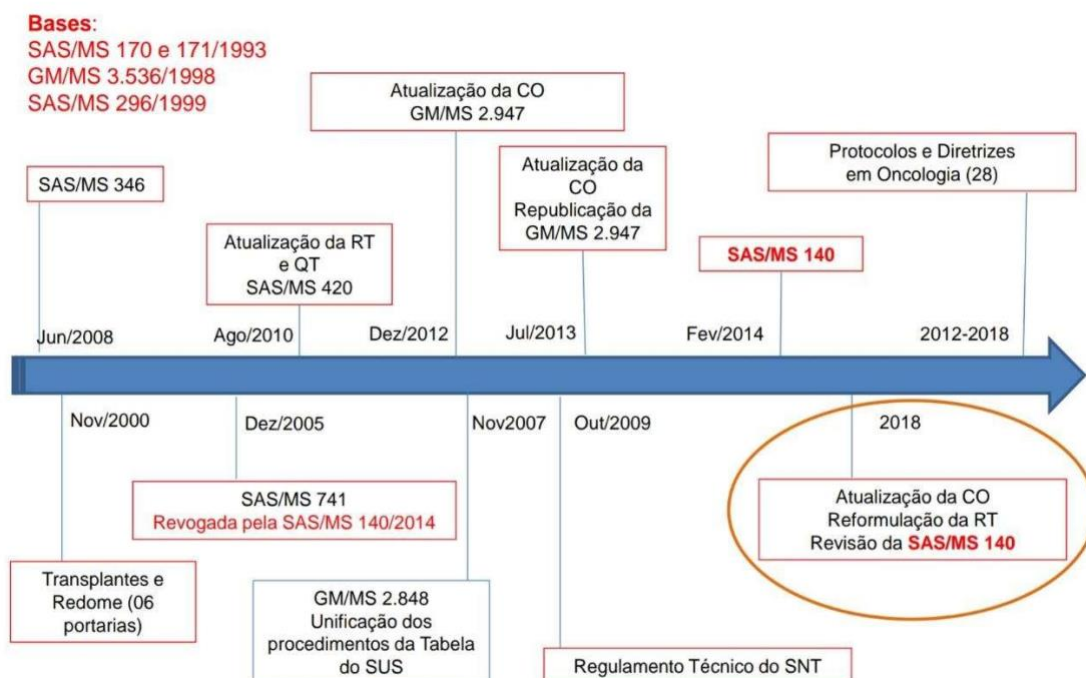 Bases:
SAS/MS 170 e 171/1993
GM/MS 3.536/1998
SAS/MS 296/1999
Atualização da CO
GM/MS 2.947
Atualização da
CO
Republicação da
GM/MS 2.947
Protocolos e Diretrizes
em Oncologia (28)
SAS/MS 346
Atualização da RT
e QT
SAS/MS 420
SAS/MS 140
Jun/2008
Ago/2010
Dez/2012
Jul/2013
Fev/2014
2012-2018
Nov/2000
Dez/2005
Nov2007
Out/2009
2018
SAS/MS 741
Revogada pela SAS/MS 140/2014
Atualização da CO
Reformulação da RT
Revisão da SAS/MS 140
Transplantes e
Redome (06
portarias)
GM/MS 2.848
Unificação dos
procedimentos da Tabela
do SUS
Regulamento Técnico do SNT